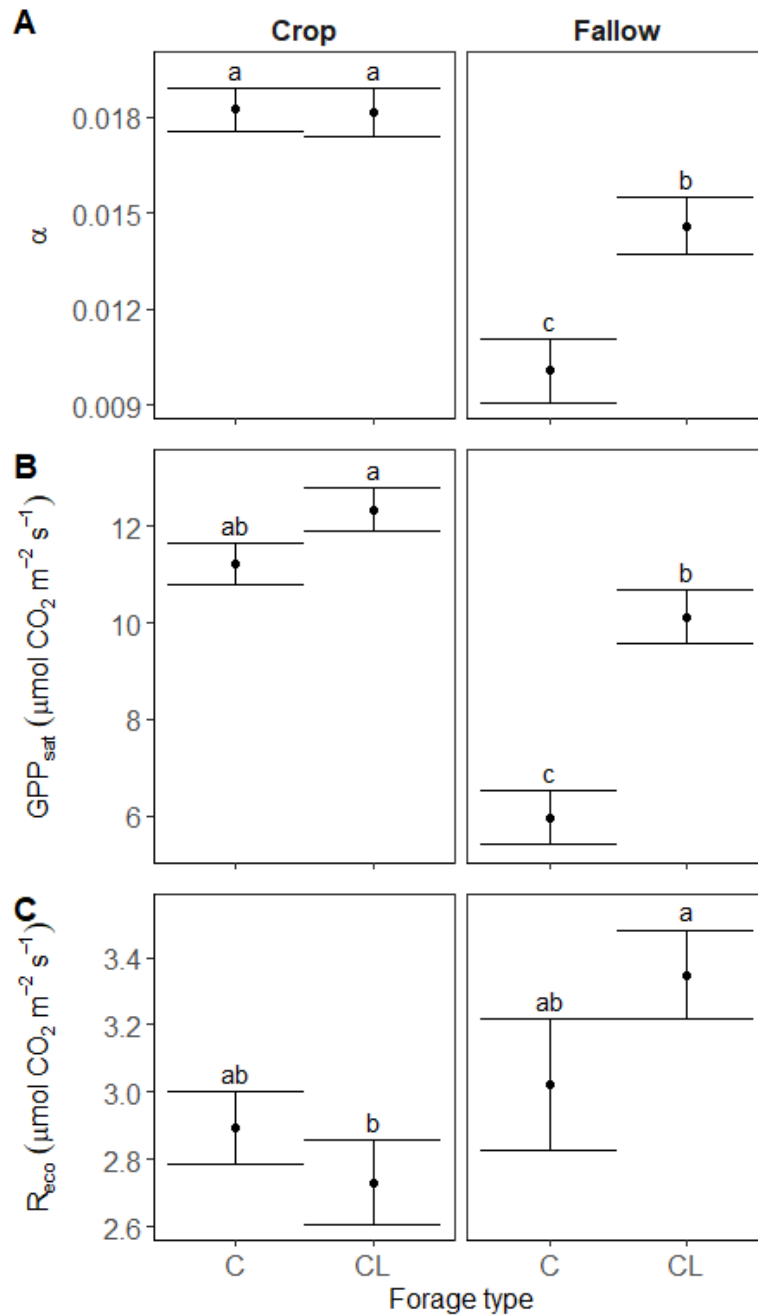 A
Crop
Fallow
a
a
b
c
0.018
0.015
0.012
0.009
α
B
a
ab
b
c
12
10
8
6
GPPsat (μmol CO2 m−2 s−1)
C
a
ab
ab
b
3.4
3.2
3.0
2.8
2.6
Reco (μmol CO2 m−2 s−1)
C
CL
C
CL
Forage type